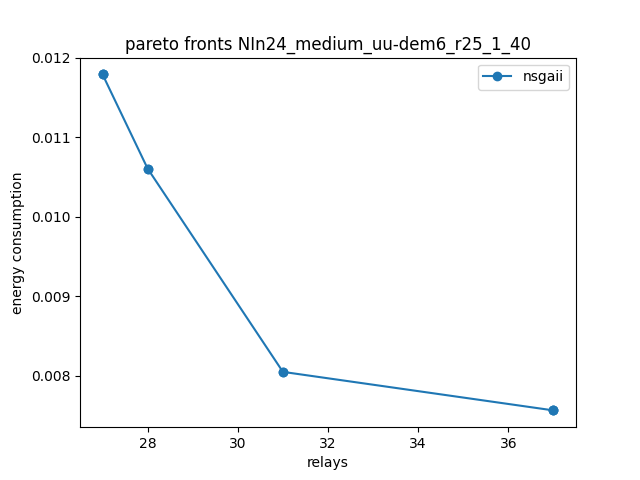 pareto fronts NIn24_medium_uu-dem6_r25_1_40
nsgaii
0.012
0.011
0.010
0.009
0.008
energy consumption
28 30 32 34 36
relays